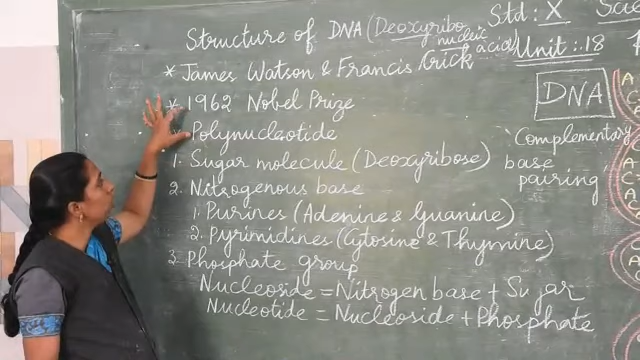 Std: X
Structure of DNA (Deoxyribo nucleic acid)
Unit: 18
* James Watson & Francis Crick
* 1962 Nobel Prize
DNA
Polynucleotide
Complementary base pairing
1. Sugar molecule (Deoxyribose)
2. Nitrogenous base
1. Purines (Adenine & Guanine)
2. Pyrimidines (Cytosine & Thymine)
3. Phosphate group
Nucleoside = Nitrogen base + Sugar
Nucleotide = Nucleoside + Phosphate